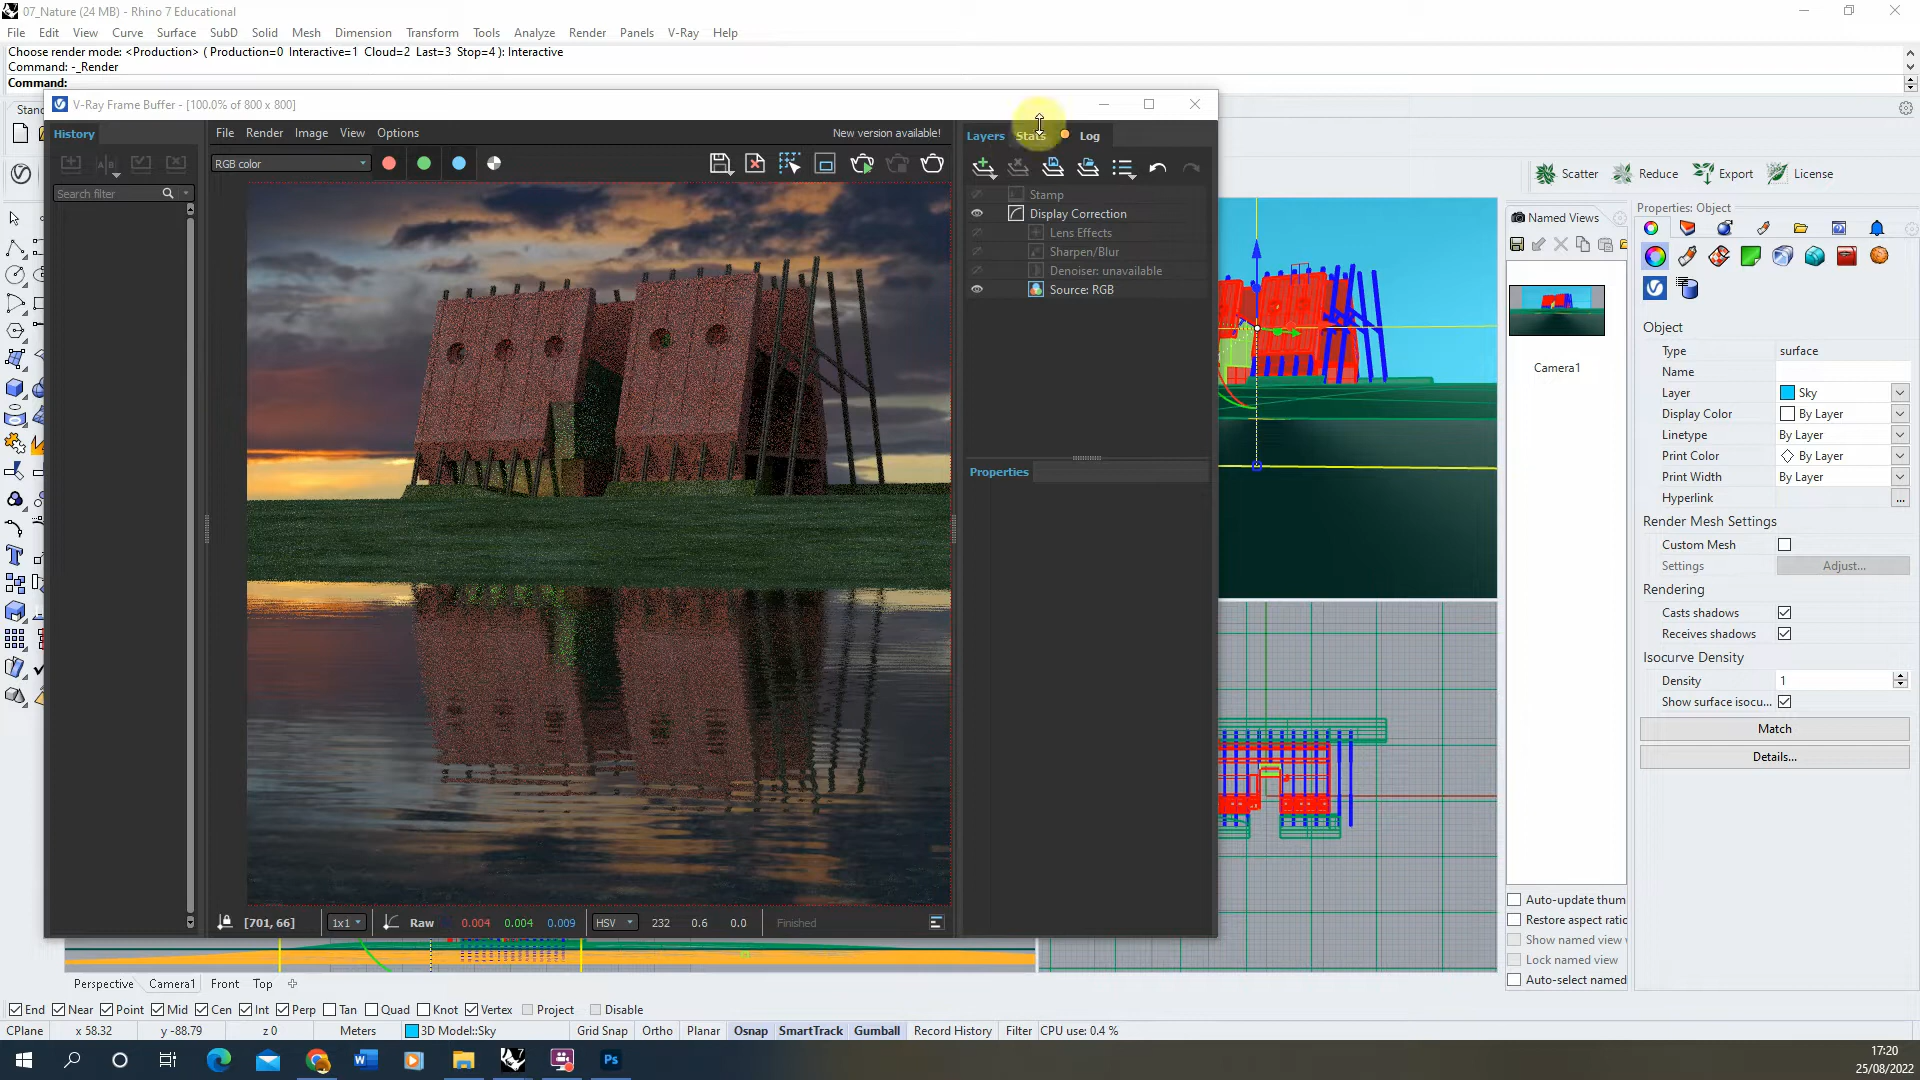 07_Nature (24 MB) - Rhino 7 Educational
File Edit View Curve Surface SubD Solid Mesh Dimension Transform Tools Analyze Render Panels V-Ray Help
Choose render mode: <Production> ( Production=0 Interactive=1 Cloud=2 Last=3 Stop=4 ): Interactive
Command: -_Render
Command:
V-Ray Frame Buffer - [100.0% of 800 x 800]
Stand
History
File Render Image View Options
New version available!
Layers Stats Log
RGB color
Search filter
Stamp
Display Correction
Lens Effects
Sharpen/Blur
Denoiser: unavailable
Source: RGB
Properties
[701, 66]
1x1
Raw 0.004 0.004 0.009
HSV 232 0.6 0.0
Finished
Scatter Reduce Export License
Named Views
Camera1
Auto-update thum
Restore aspect ratio
Show named view
Lock named view
Auto-select named
Properties: Object
Object
Type surface
Name
Layer Sky
Display Color By Layer
Linetype By Layer
Print Color By Layer
Print Width By Layer
Hyperlink ...
Render Mesh Settings
Custom Mesh
Settings Adjust...
Rendering
Casts shadows
Receives shadows
Isocurve Density
Density 1
Show surface isocu...
Match
Details...
Perspective Camera1 Front Top
End Near Point Mid Cen Int Perp Tan Quad Knot Vertex Project Disable
CPlane x 58.32 y -88.79 z 0 Meters 3D Model::Sky Grid Snap Ortho Planar Osnap SmartTrack Gumball Record History Filter CPU use: 0.4 %
17:20
25/08/2022